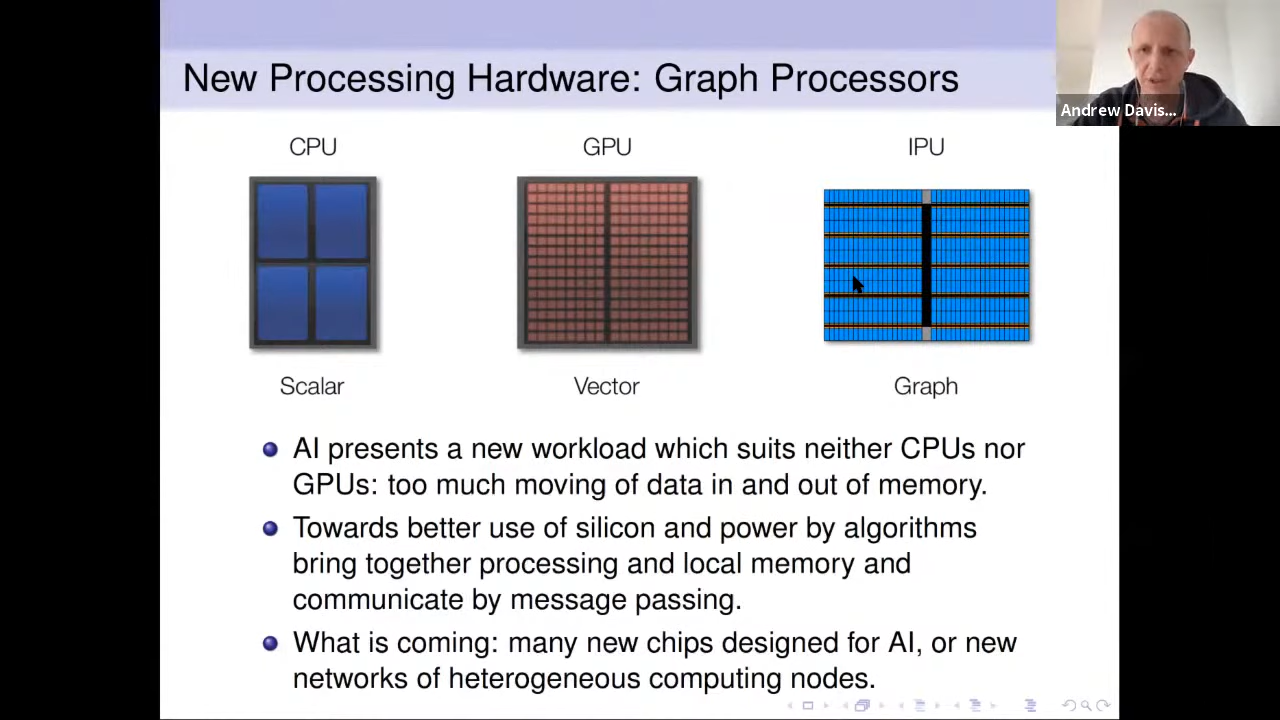 New Processing Hardware: Graph Processors
Andrew Davis...
CPU
GPU
IPU
Scalar
Vector
Graph
AI presents a new workload which suits neither CPUs nor
GPUs: too much moving of data in and out of memory.
Towards better use of silicon and power by algorithms
bring together processing and local memory and
communicate by message passing.
What is coming: many new chips designed for AI, or new
networks of heterogeneous computing nodes.